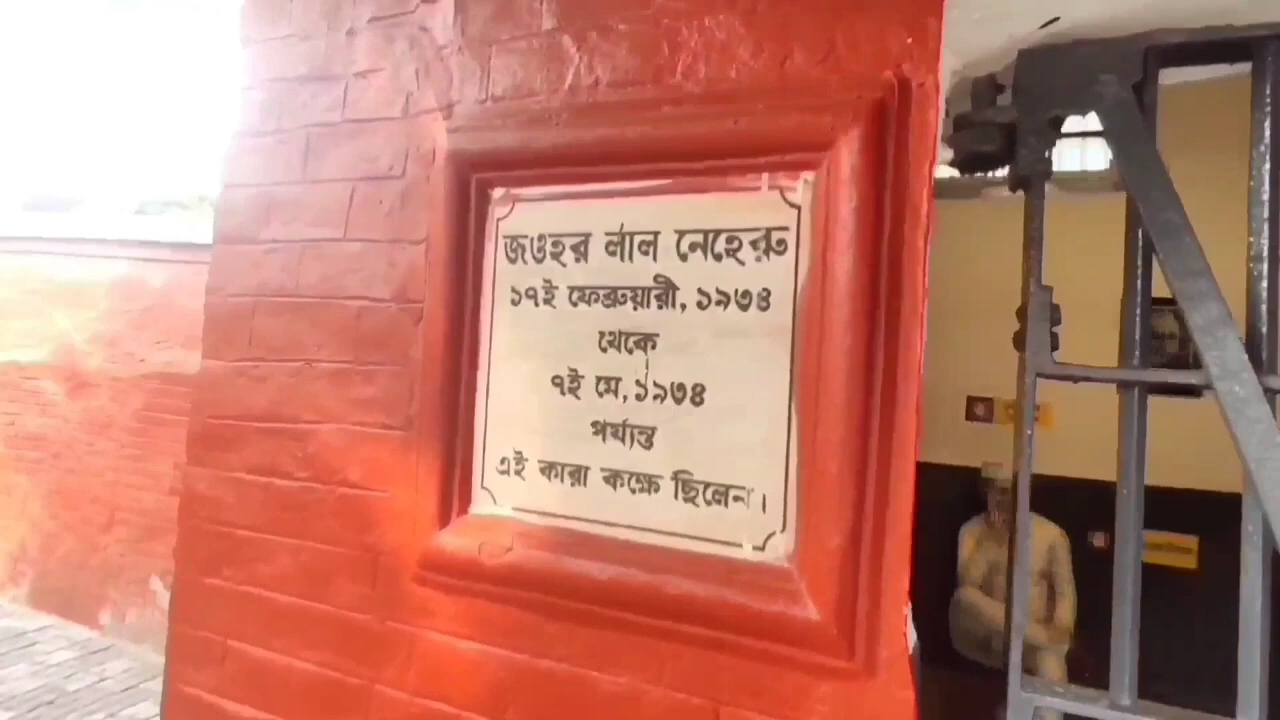 জওহর লাল নেহেরু
১৭ই ফেব্রুয়ারী, ১৯৩৪
থেকে
৭ই মে, ১৯৩৪
পর্য্যন্ত
এই কারা কক্ষে ছিলেন।